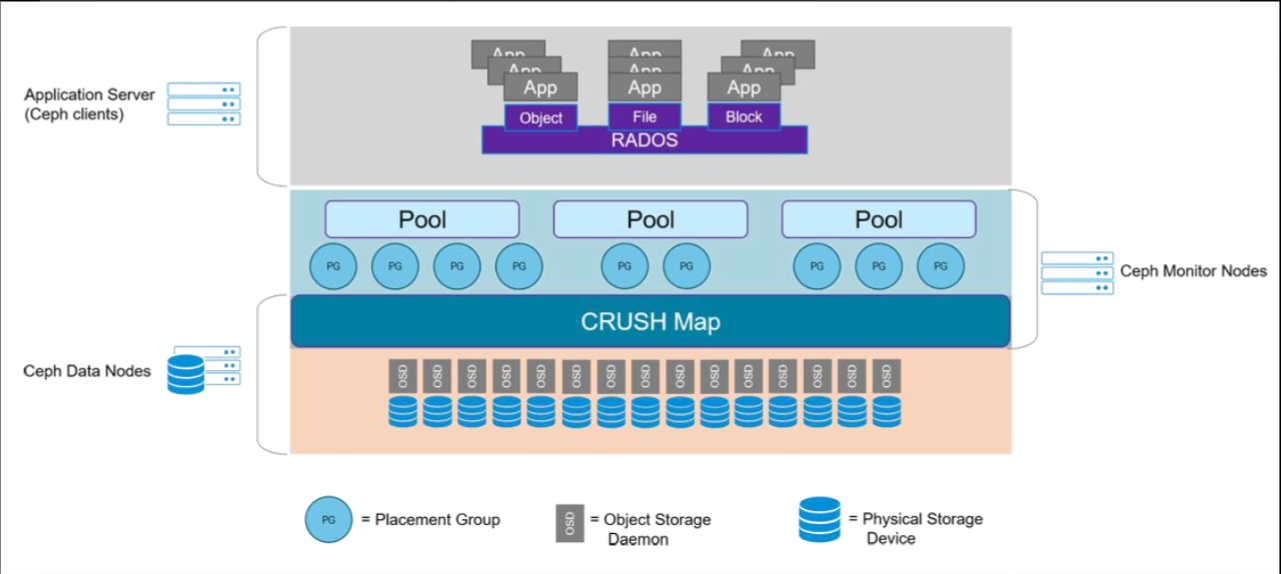 Application Server
(Ceph clients)
App App App
App App App
App App App
Object File Block
RADOS
Pool Pool Pool
PG PG PG PG PG PG PG PG PG
Ceph Monitor Nodes
CRUSH Map
Ceph Data Nodes
OSD OSD OSD OSD OSD OSD OSD OSD OSD OSD OSD OSD OSD OSD OSD
PG = Placement Group
OSD = Object Storage
Daemon
= Physical Storage
Device